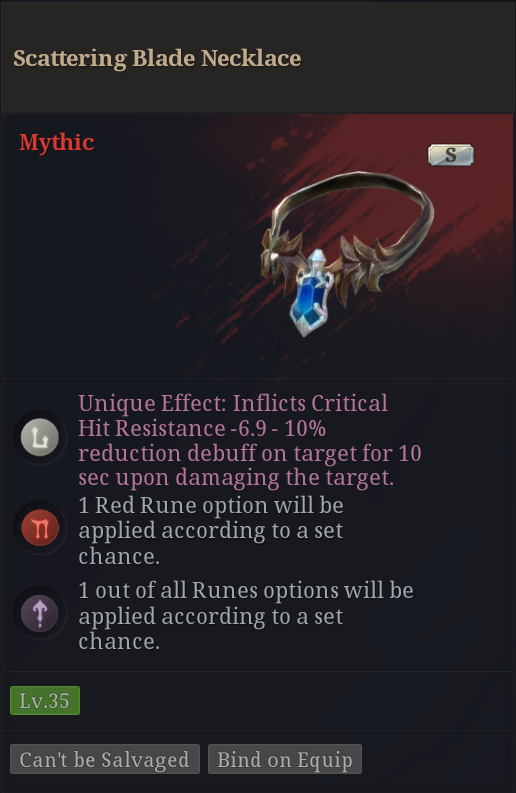 Scattering Blade Necklace
Mythic
S
Unique Effect: Inflicts Critical
Hit Resistance -6.9 - 10%
reduction debuff on target for 10
sec upon damaging the target.
1 Red Rune option will be
applied according to a set
chance.
1 out of all Runes options will be
applied according to a set
chance.
Lv.35
Can't be Salvaged
Bind on Equip